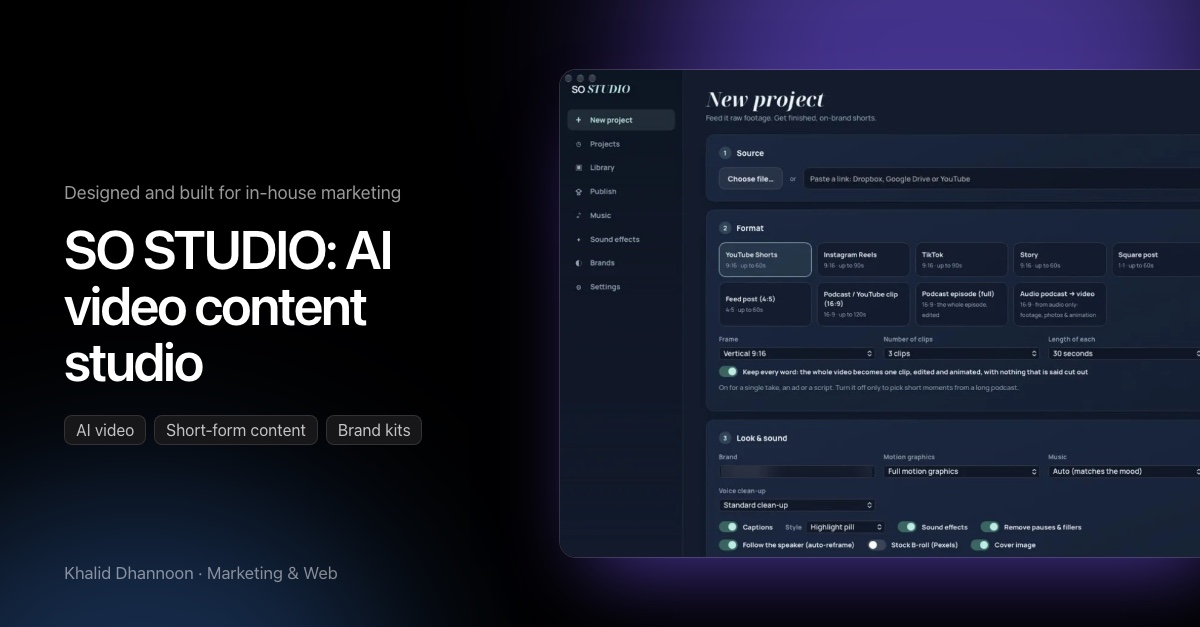 Designed and built for in-house marketing
SO STUDIO: AI
video content
studio
AI video
Short-form content
Brand kits
Khalid Dhannoon · Marketing & Web
SO STUDIO
New project
Projects
Library
Publish
Music
Sound effects
Brands
Settings
New project
Feed it raw footage. Get finished, on-brand shorts.
1 Source
Choose file...
or
Paste a link: Dropbox, Google Drive or YouTube
2 Format
YouTube Shorts
9:16 · up to 60s
Instagram Reels
9:16 · up to 90s
TikTok
9:16 · up to 90s
Story
9:16 · up to 60s
Square post
1:1 · up to 60s
Feed post (4:5)
4:5 · up to 60s
Podcast / YouTube clip
(16:9)
16:9 · up to 120s
Podcast episode (full)
16:9 · the whole episode,
edited
Audio podcast → video
16:9 · from audio only:
footage, photos & animation
Frame
Vertical 9:16
Number of clips
3 clips
Length of each
30 seconds
Keep every word: the whole video becomes one clip, edited and animated, with nothing that is said cut out
On for a single take, an ad or a script. Turn it off only to pick short moments from a long podcast.
3 Look & sound
Brand
Motion graphics
Full motion graphics
Music
Auto (matches the mood)
Voice clean-up
Standard clean-up
Captions
Style
Highlight pill
Sound effects
Remove pauses & fillers
Follow the speaker (auto-reframe)
Stock B-roll (Pexels)
Cover image